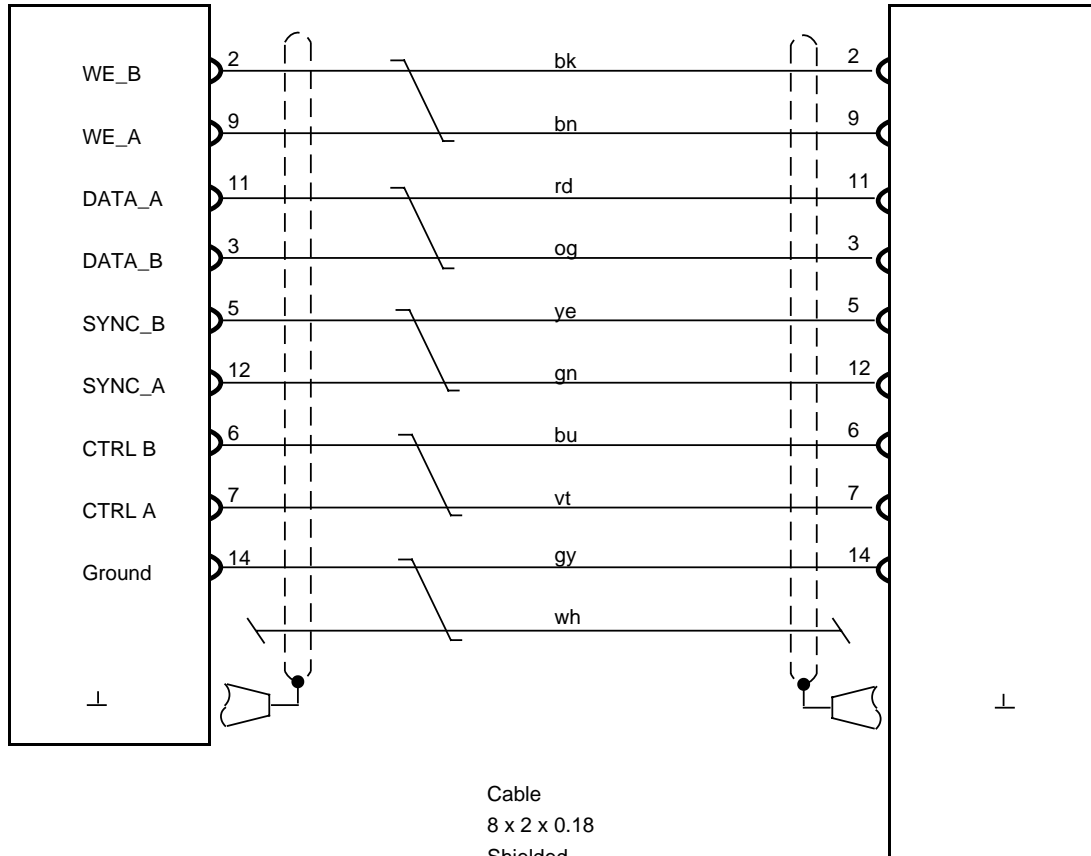 WE_B 2 bk 2
WE_A 9 bn 9
DATA_A 11 rd 11
DATA_B 3 og 3
SYNC_B 5 ye 5
SYNC_A 12 gn 12
CTRL B 6 bu 6
CTRL A 7 vt 7
Ground 14 gy 14
wh
Cable
8 x 2 x 0.18
Shielded